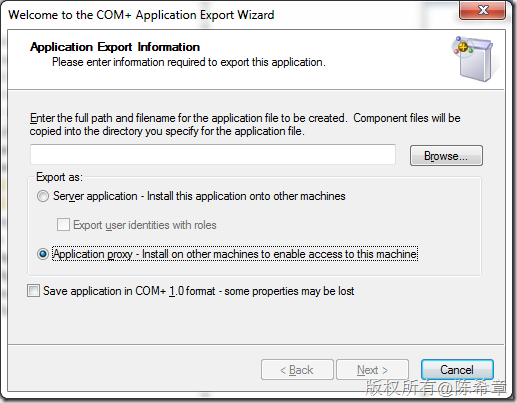 Welcome to the COM+ Application Export Wizard
Application Export Information
Please enter information required to export this application.
Enter the full path and filename for the application file to be created.  Component files will be
copied into the directory you specify for the application file.
Browse...
Export as:
Server application - Install this application onto other machines
Export user identities with roles
Application proxy - Install on other machines to enable access to this machine
Save application in COM+ 1.0 format - some properties may be lost
< Back
Next >
Cancel
版权所有@陈希章